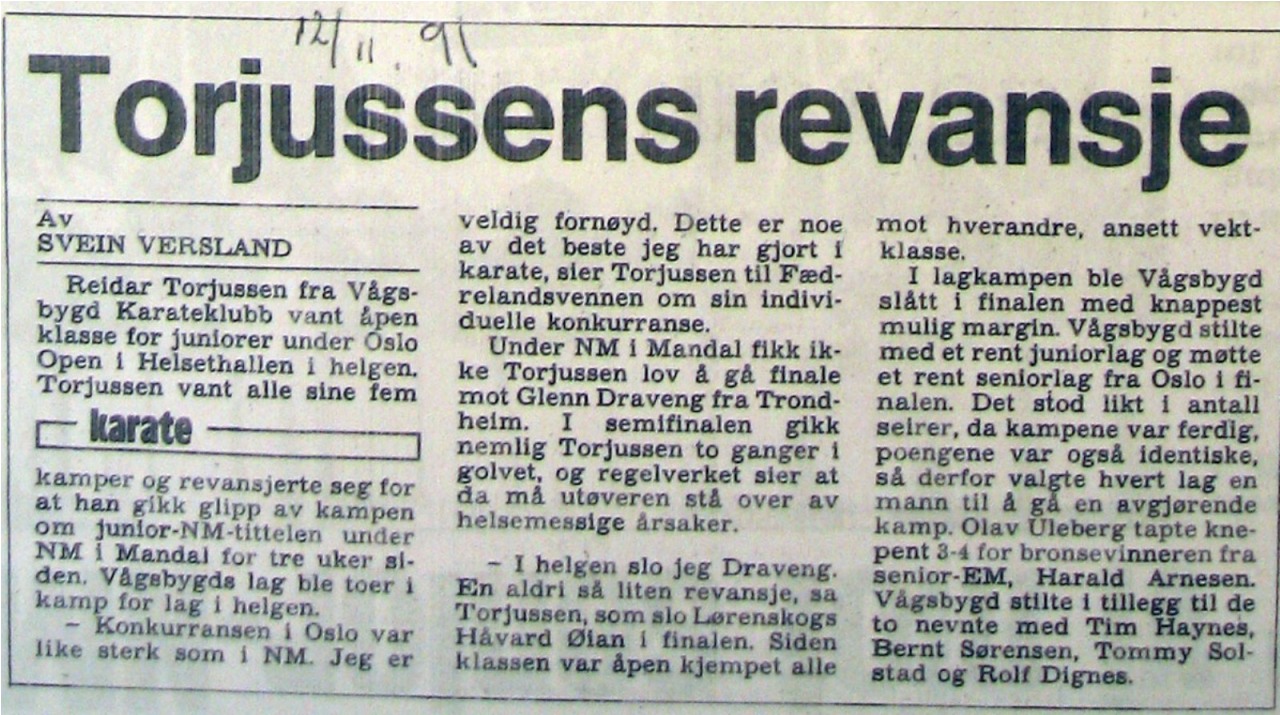 12/11. 91
Torjussens revansje
Av
SVEIN VERSLAND
Reidar Torjussen fra Vågs-
bygd Karateklubb vant åpen
klasse for juniorer under Oslo
Open i Helsethallen i helgen.
Torjussen vant alle sine fem
karate
kamper og revansjerte seg for
at han gikk glipp av kampen
om junior-NM-tittelen under
NM i Mandal for tre uker si-
den. Vågsbygds lag ble toer i
kamp for lag i helgen.
– Konkurransen i Oslo var
like sterk som i NM. Jeg er
veldig fornøyd. Dette er noe
av det beste jeg har gjort i
karate, sier Torjussen til Fæd-
relandsvennen om sin indivi-
duelle konkurranse.
Under NM i Mandal fikk ik-
ke Torjussen lov å gå finale
mot Glenn Draveng fra Trond-
heim. I semifinalen gikk
nemlig Torjussen to ganger i
golvet, og regelverket sier at
da må utøveren stå over av
helsemessige årsaker.
– I helgen slo jeg Draveng.
En aldri så liten revansje, sa
Torjussen, som slo Lørenskogs
Håvard Øian i finalen. Siden
klassen var åpen kjempet alle
mot hverandre, ansett vekt-
klasse.
I lagkampen ble Vågsbygd
slått i finalen med knappest
mulig margin. Vågsbygd stilte
med et rent juniorlag og møtte
et rent seniorlag fra Oslo i fi-
nalen. Det stod likt i antall
seirer, da kampene var ferdig,
poengene var også identiske,
så derfor valgte hvert lag en
mann til å gå en avgjørende
kamp. Olav Uleberg tapte kne-
pent 3-4 for bronsevinneren fra
senior-EM, Harald Arnesen.
Vågsbygd stilte i tillegg til de
to nevnte med Tim Haynes,
Bernt Sørensen, Tommy Sol-
stad og Rolf Dignes.